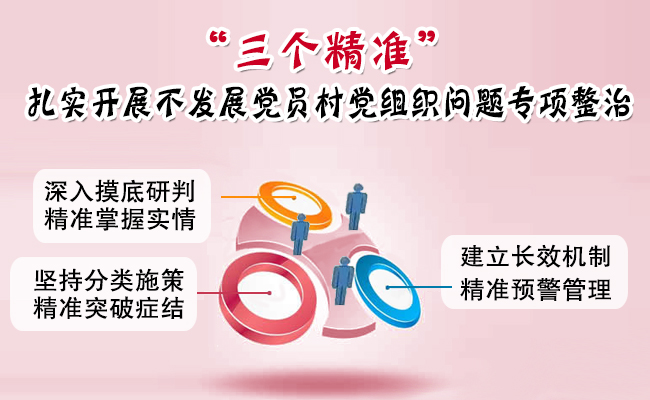 “三个精准”
扎实开展不发展党员村党组织问题专项整治
深入摸底研判
精准掌握实情
坚持分类施策
精准突破症结
建立长效机制
精准预警管理